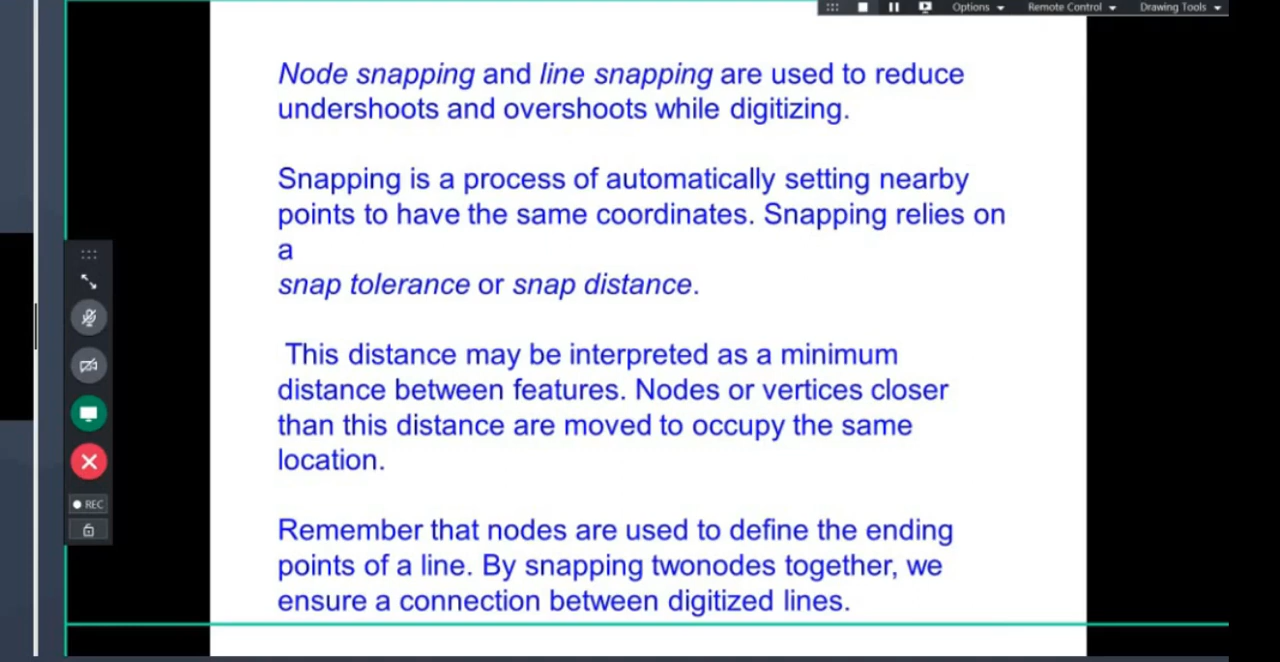 Options
Remote Control
Drawing Tools
Node snapping and line snapping are used to reduce
undershoots and overshoots while digitizing.
Snapping is a process of automatically setting nearby
points to have the same coordinates. Snapping relies on
a
snap tolerance or snap distance.
This distance may be interpreted as a minimum
distance between features. Nodes or vertices closer
than this distance are moved to occupy the same
location.
REC
Remember that nodes are used to define the ending
points of a line. By snapping twonodes together, we
ensure a connection between digitized lines.